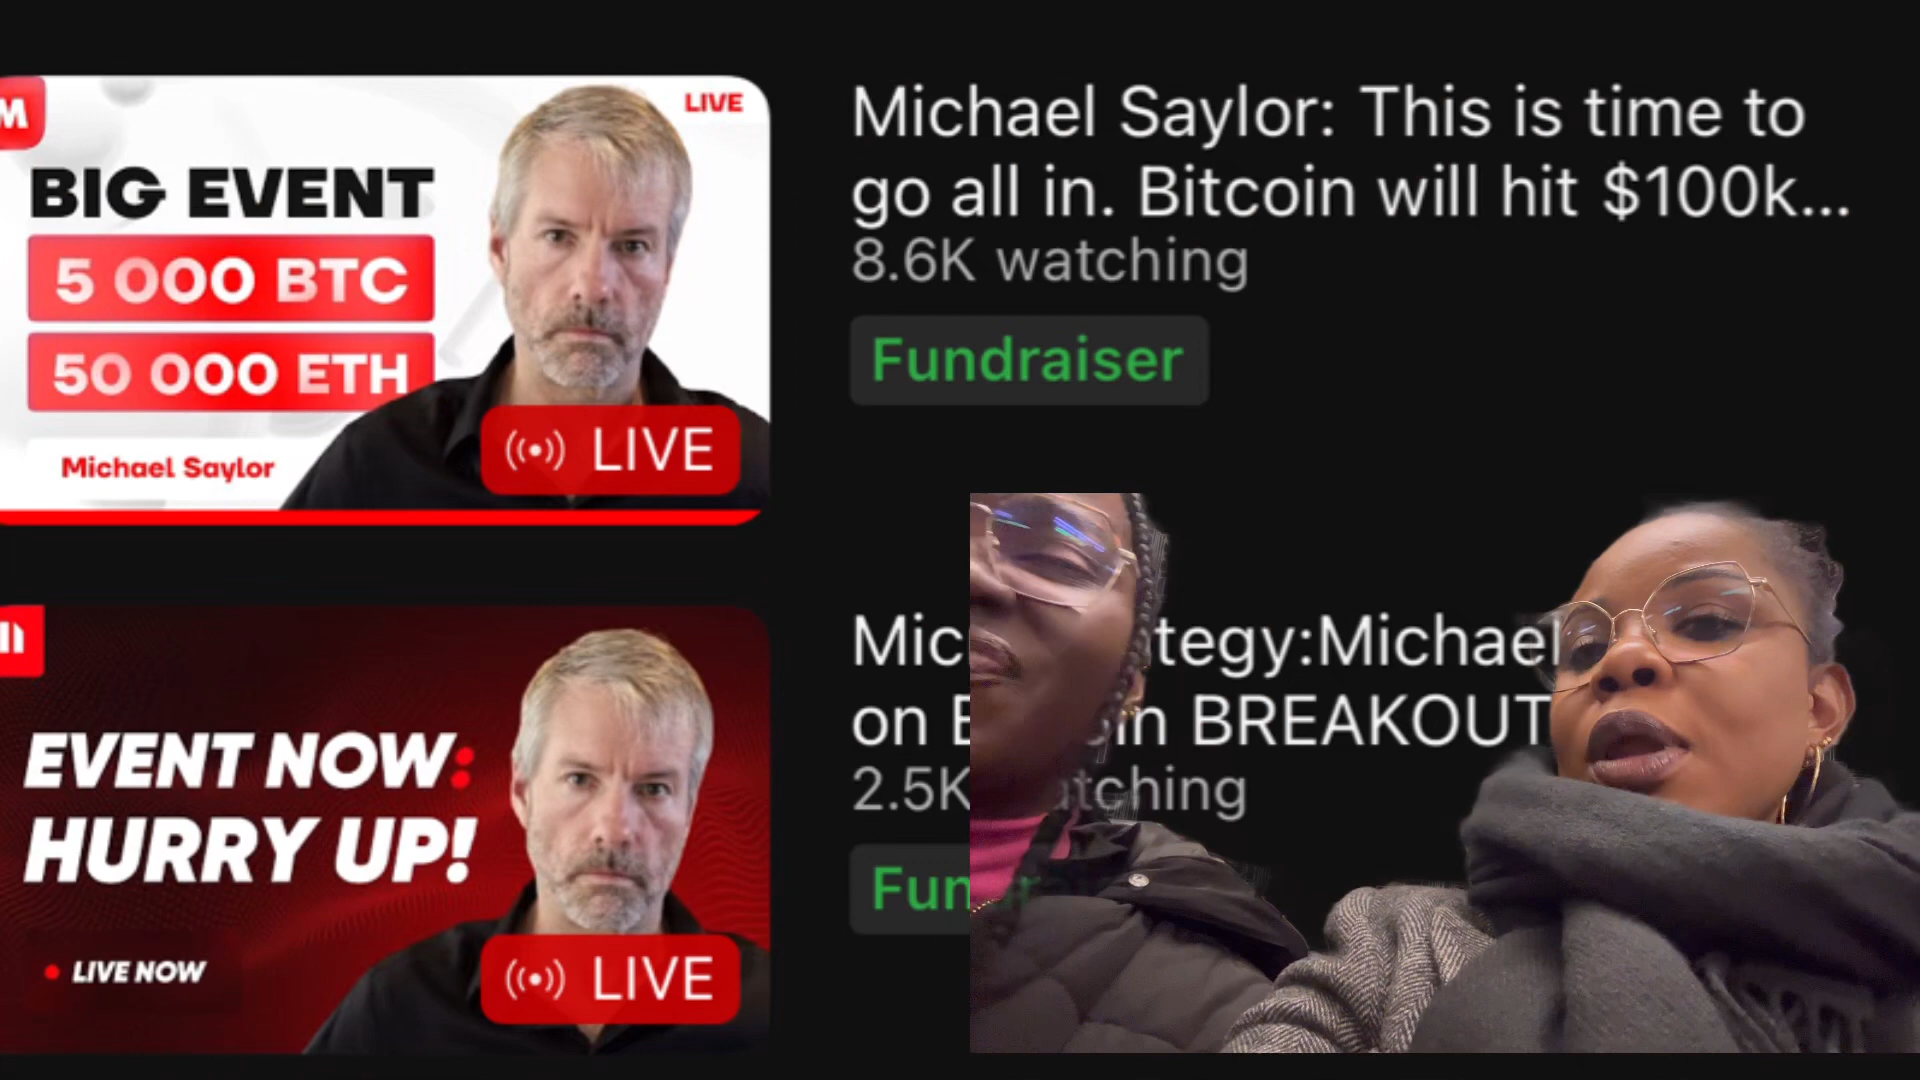 M
LIVE
BIG EVENT
5 000 BTC
50 000 ETH
Michael Saylor
LIVE
Michael Saylor: This is time to
go all in. Bitcoin will hit $100k...
8.6K watching
Fundraiser
EVENT NOW:
HURRY UP!
LIVE NOW
LIVE
Mic tegy:Michael
on in BREAKOUT
2.5K watching
Fun